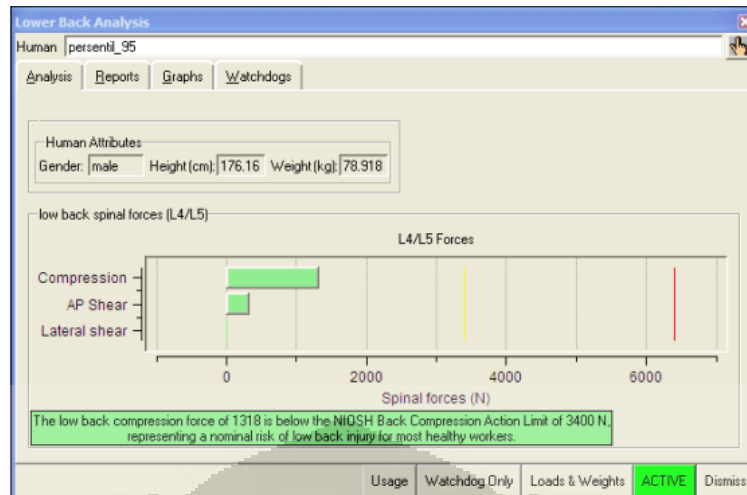 Lower Back Analysis
Human persentil_95
Analysis Reports Graphs Watchdogs
Human Attributes
Gender: male Height (cm): 176.16 Weight (kg): 78.918
low back spinal forces (L4/L5)
L4/L5 Forces
Compression
AP Shear
Lateral shear
0 2000 4000 6000
Spinal forces (N)
The low back compression force of 1318 is below the NIOSH Back Compression Action Limit of 3400 N,
representing a nominal risk of low back injury for most healthy workers.
Usage Watchdog Only Loads & Weights ACTIVE Dismiss